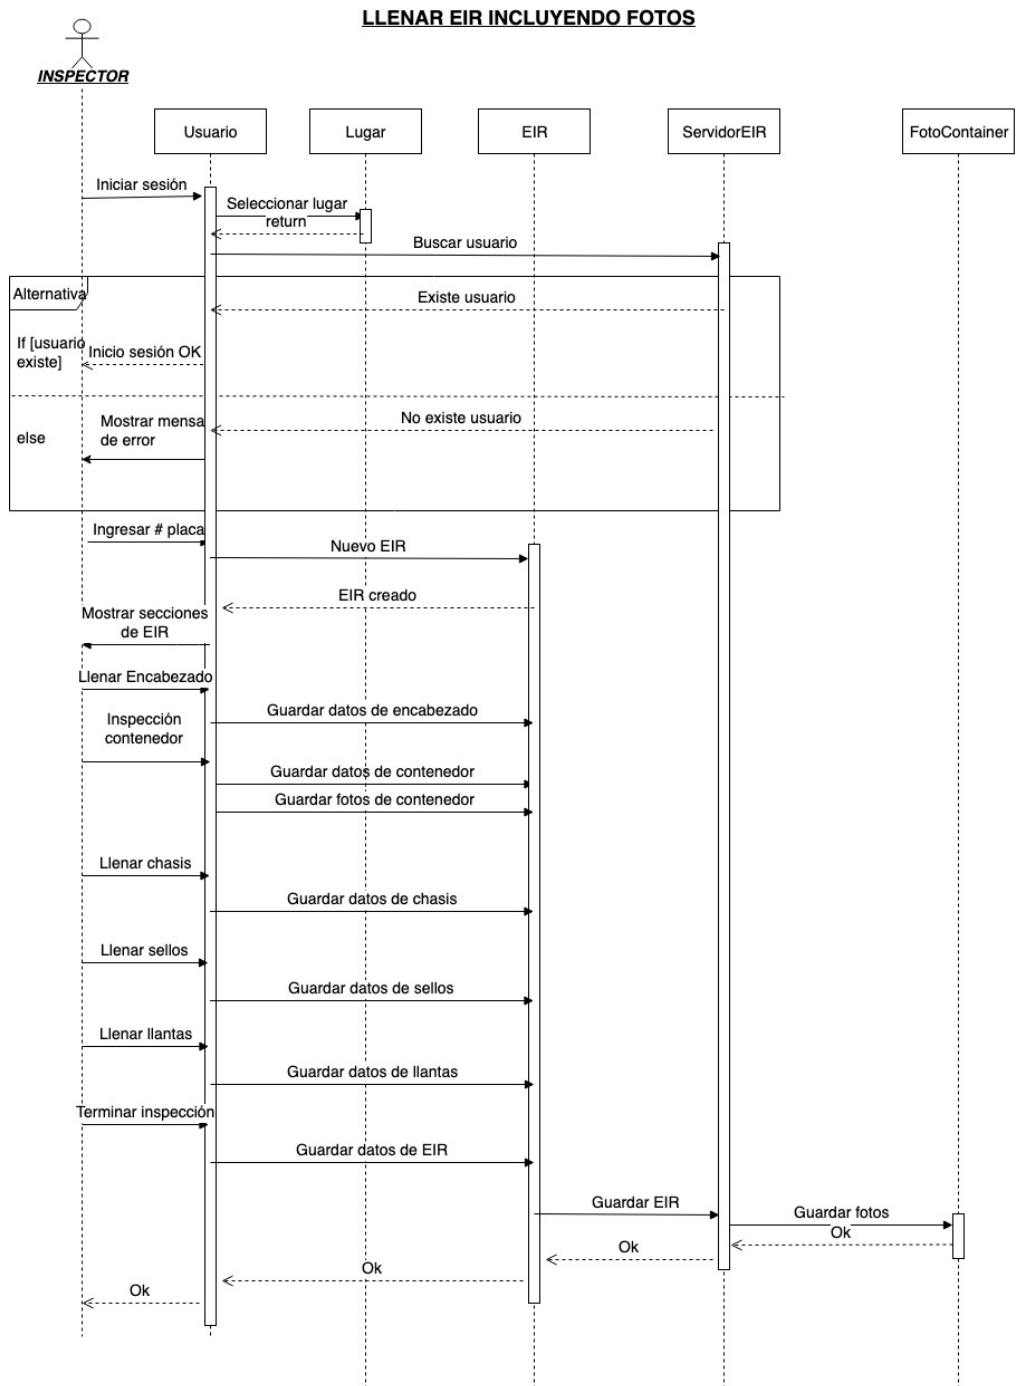 LLENAR EIR INCLUYENDO FOTOS
INSPECTOR
Usuario
Lugar
EIR
ServidorEIR
FotoContainer
Iniciar sesión
Seleccionar lugar
return
Buscar usuario
Alternativa
Existe usuario
If [usuario
existe]
Inicio sesión OK
No existe usuario
Mostrar mensa
de error
else
Ingresar # placa
Nuevo EIR
EIR creado
Mostrar secciones
de EIR
Llenar Encabezado
Guardar datos de encabezado
Inspección
contenedor
Guardar datos de contenedor
Guardar fotos de contenedor
Llenar chasis
Guardar datos de chasis
Llenar sellos
Guardar datos de sellos
Llenar llantas
Guardar datos de llantas
Terminar inspección
Guardar datos de EIR
Guardar EIR
Guardar fotos
Ok
Ok
Ok
Ok